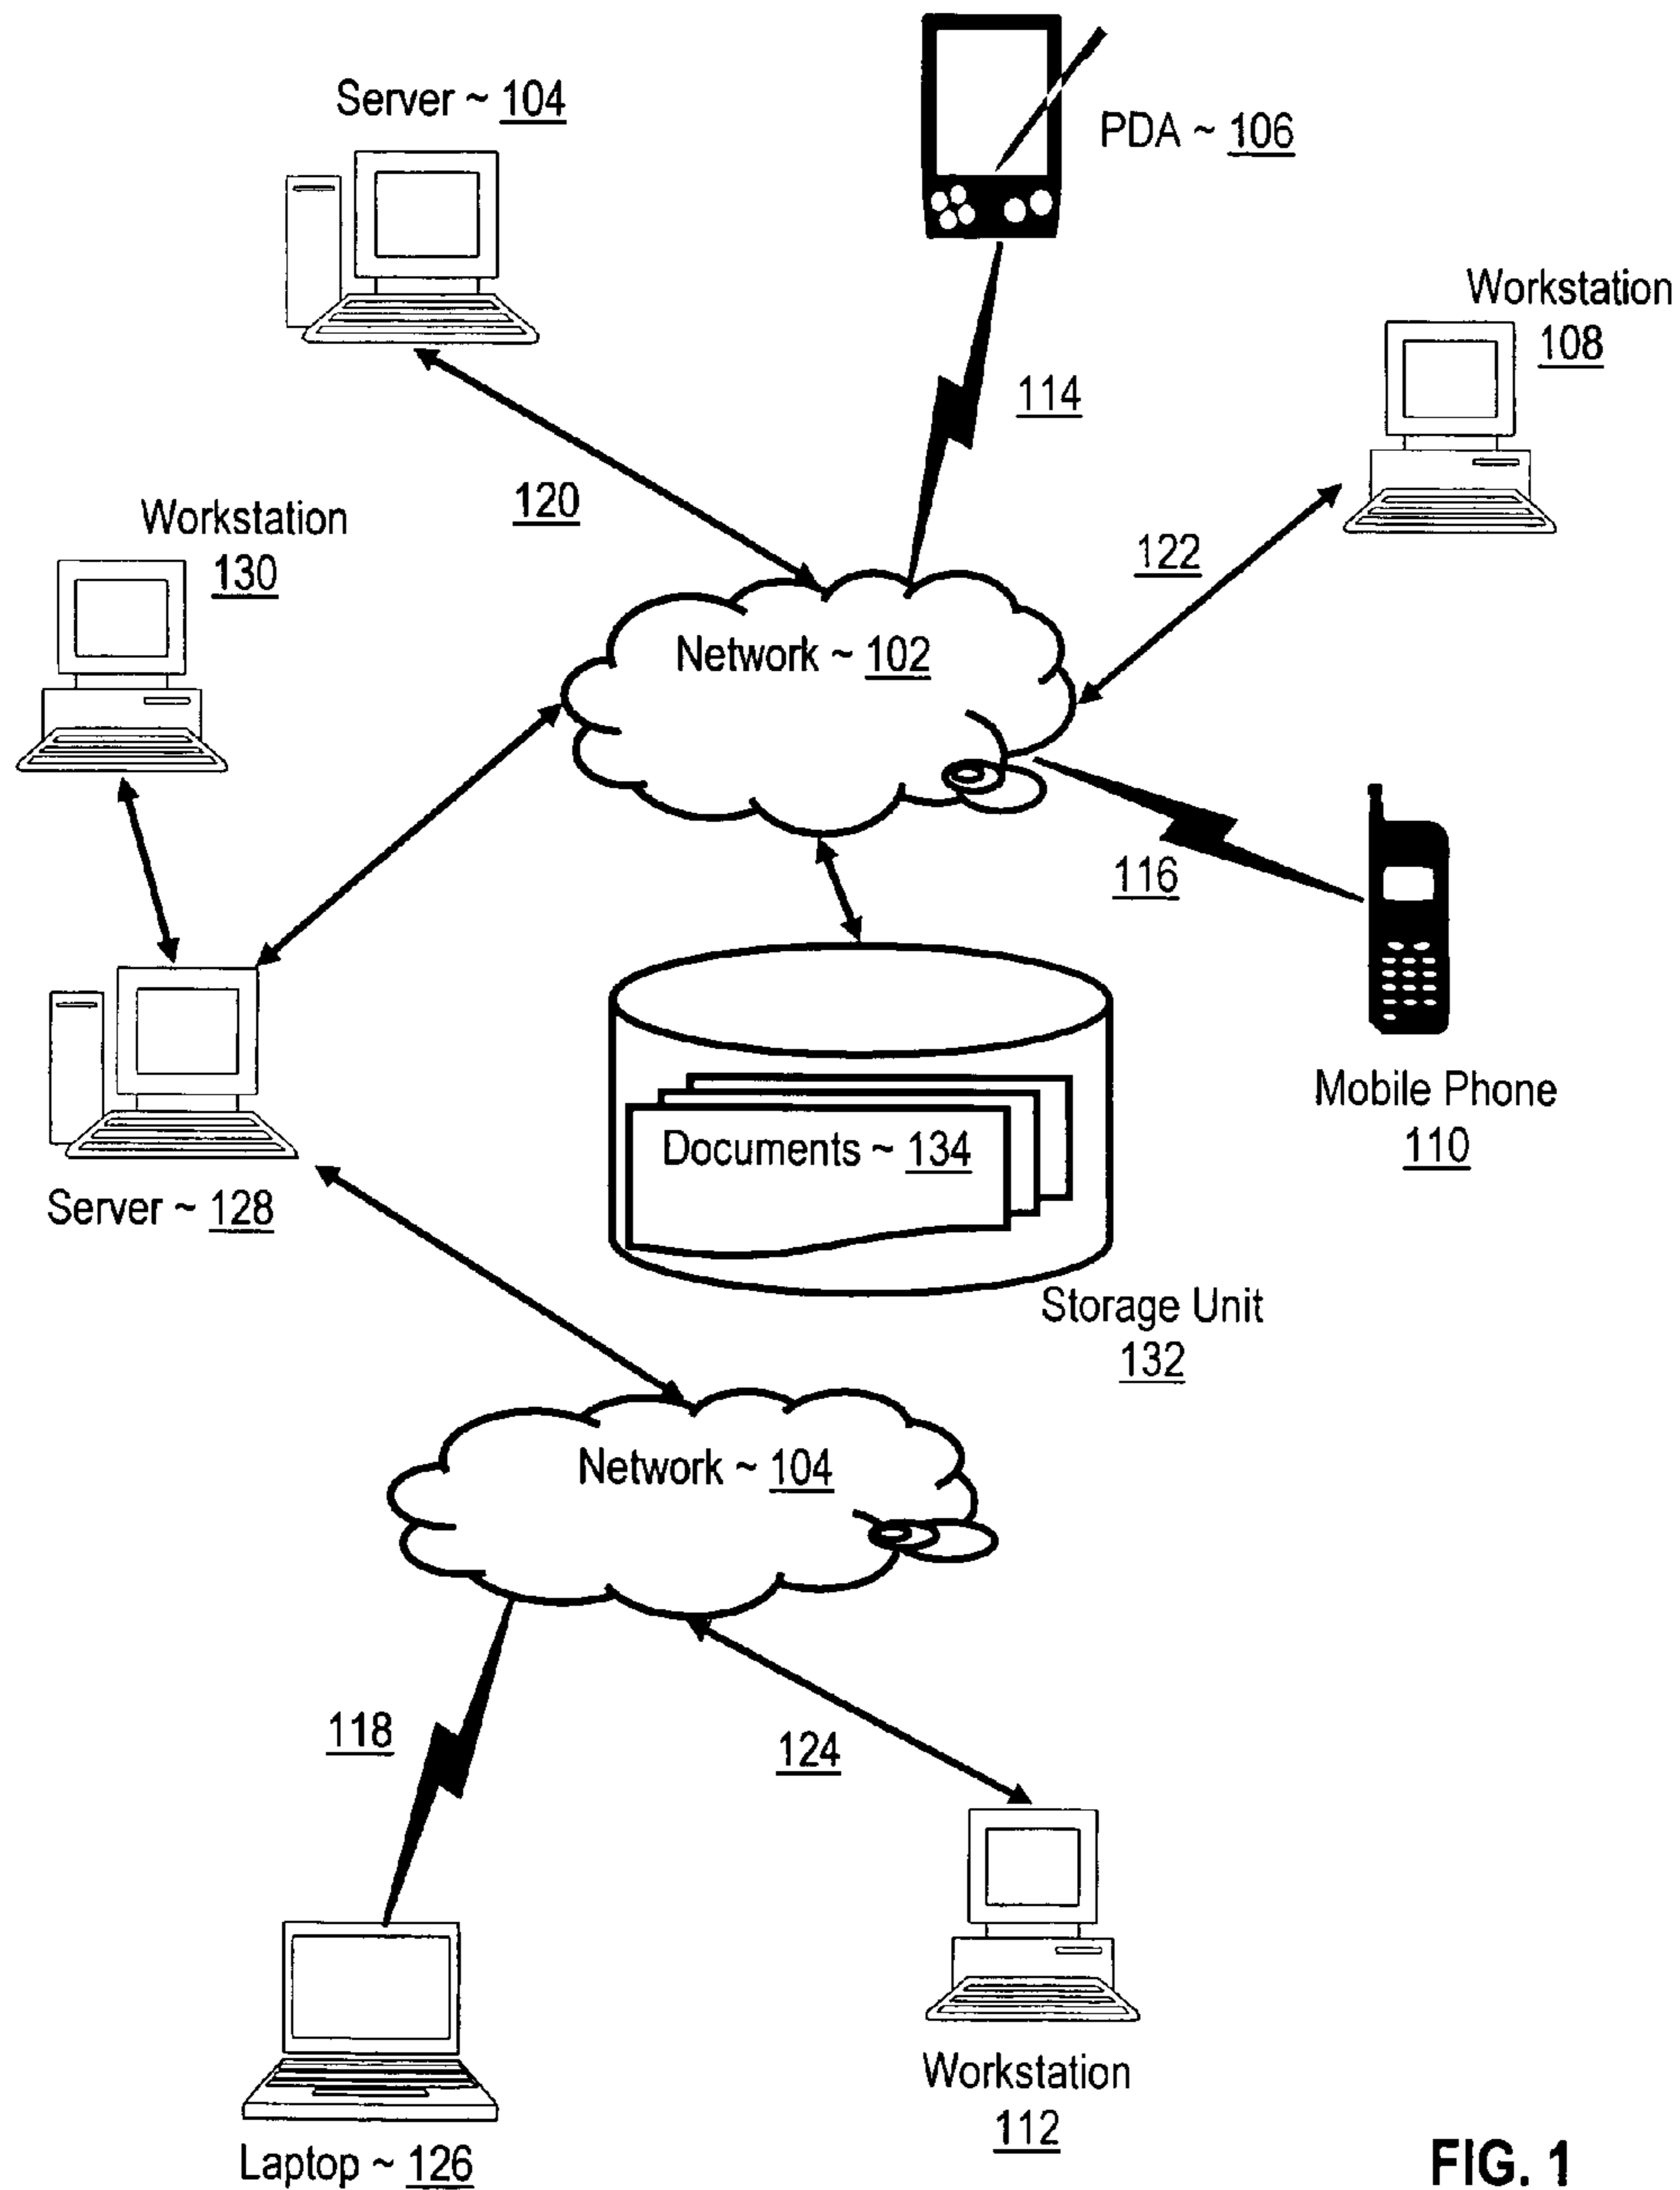 Server ~ 104
PDA ~ 106
Workstation
108
114
120
Workstation
130
122
Network ~ 102
116
Mobile Phone
110
Documents ~ 134
Server ~ 128
Storage Unit
132
Network ~ 104
118
124
Workstation
112
Laptop ~ 126
FIG. 1